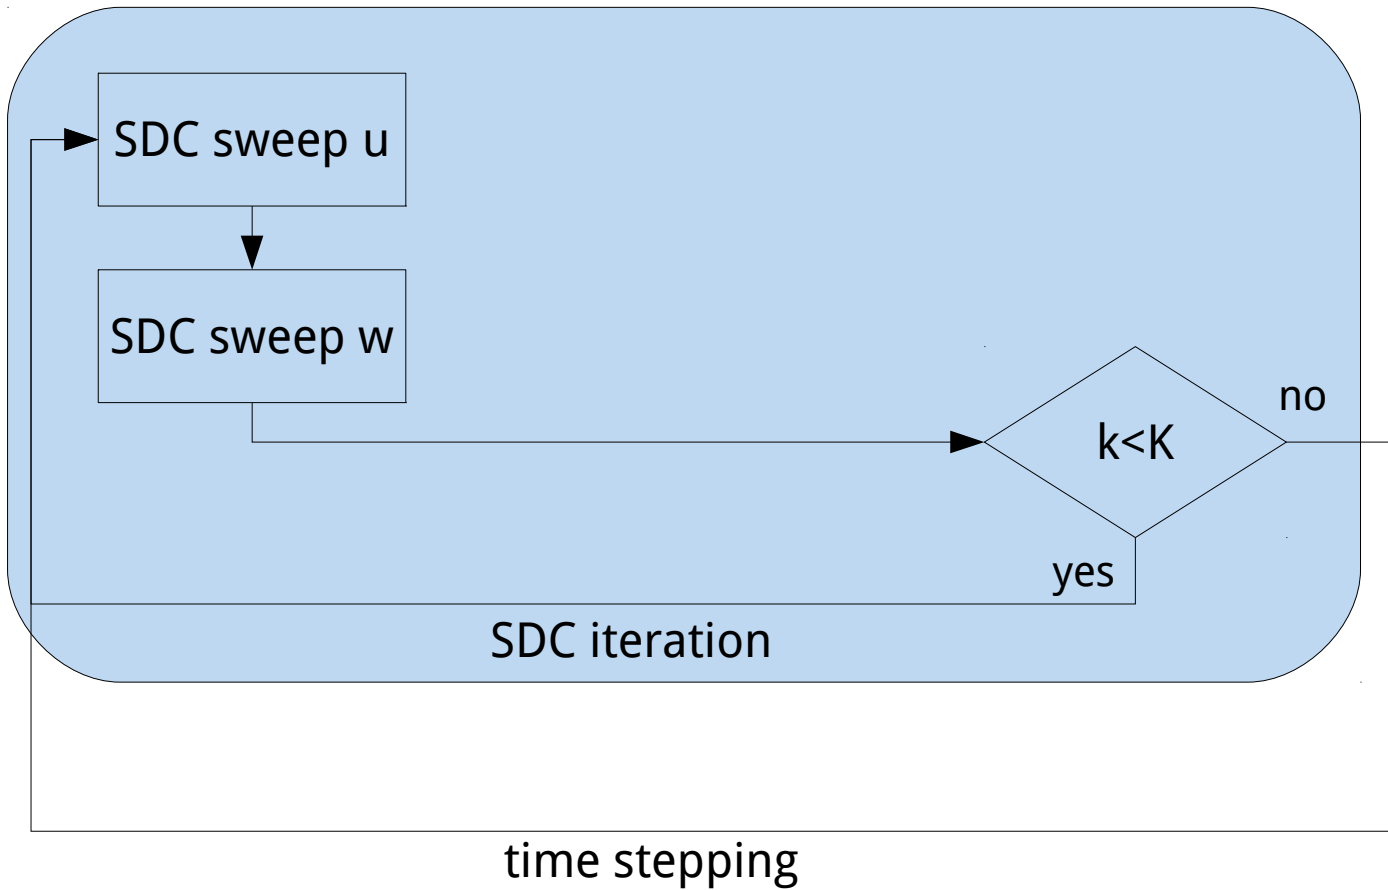 SDC sweep u
SDC sweep w
k<K
no
yes
SDC iteration
time stepping